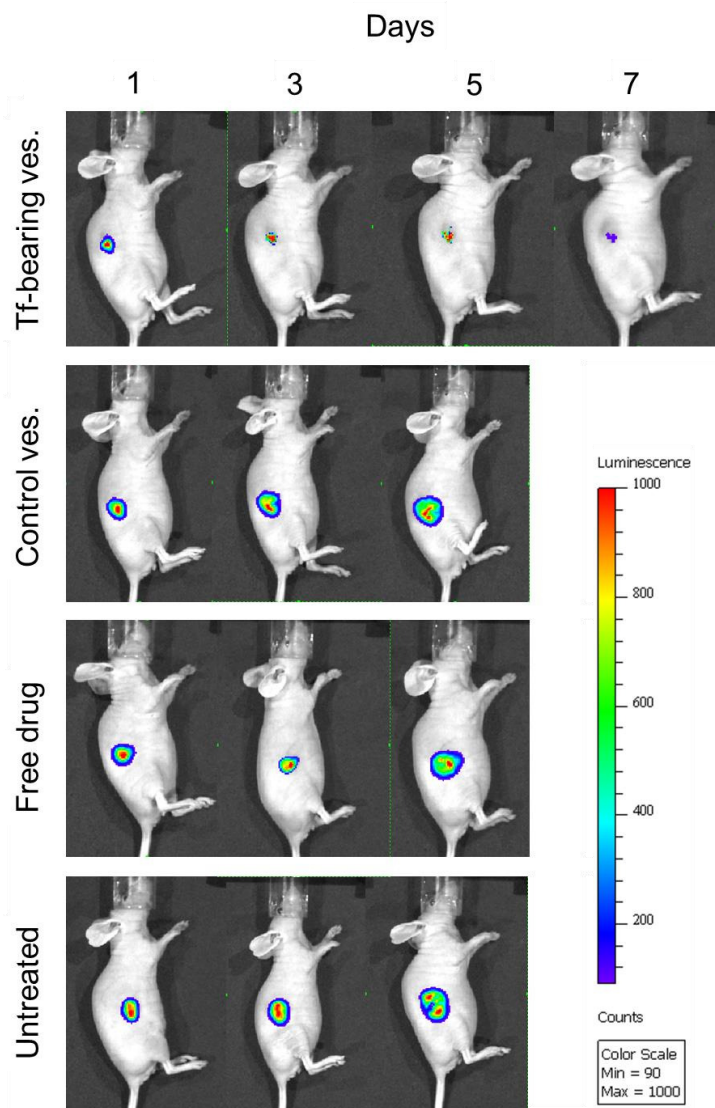 Days
1 3 5 7
Tf-bearing ves.
Control ves.
Free drug
Untreated
Luminescence
1000
800
600
400
200
Counts
Color Scale
Min = 90
Max = 1000